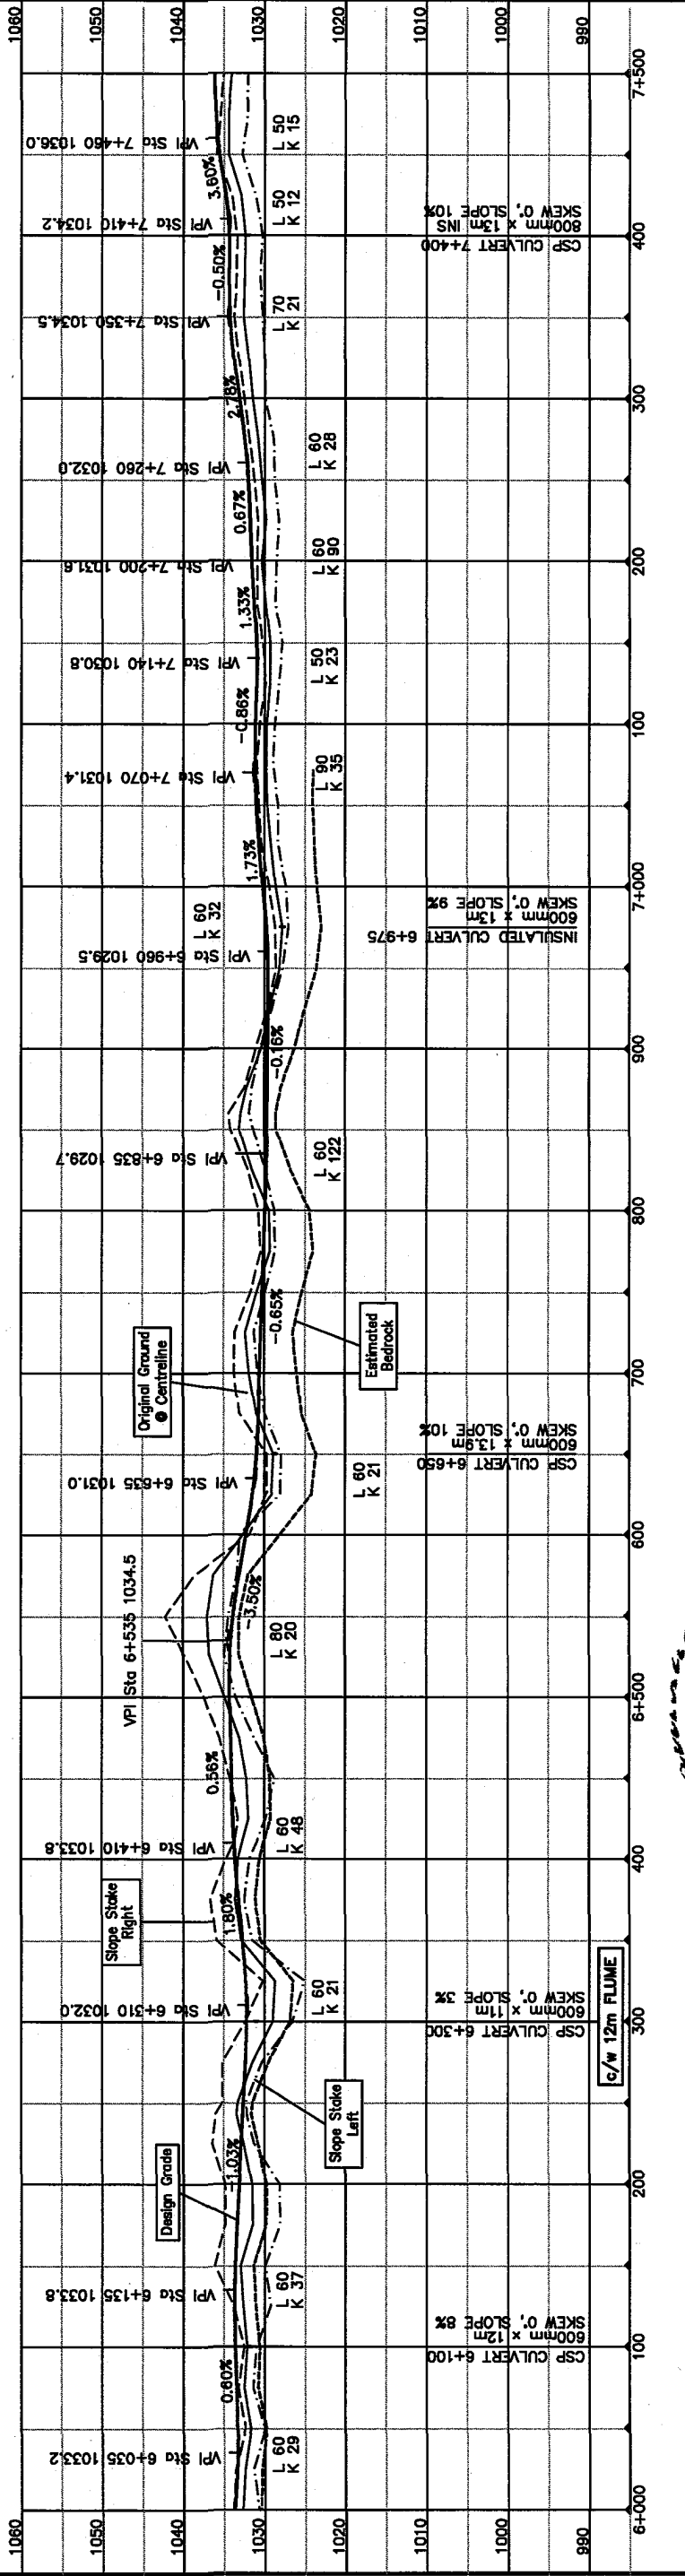 1060
1050
1040
1030
1020
1010
1000
990
VPI Sta 6+035 1033.2
0.60%
VPI Sta 6+135 1033.8
-1.03%
VPI Sta 6+310 1032.0
1.80%
VPI Sta 6+410 1033.8
0.56%
VPI Sta 6+535 1034.5
-3.50%
VPI Sta 6+635 1031.0
-0.65%
VPI Sta 6+835 1029.7
-0.16%
VPI Sta 6+960 1029.5
1.73%
VPI Sta 7+070 1031.4
-0.86%
VPI Sta 7+140 1030.8
1.33%
VPI Sta 7+200 1031.6
0.67%
VPI Sta 7+260 1032.0
2.78%
VPI Sta 7+350 1034.5
-0.50%
VPI Sta 7+410 1034.2
3.60%
VPI Sta 7+460 1036.0
Design Grade
Slope Stake
Right
Original Ground
@ Centreline
Slope Stake
Left
Estimated
Bedrock
L 60
K 29
L 60
K 37
L 60
K 21
L 60
K 48
L 80
K 20
L 60
K 21
L 60
K 122
L 60
K 32
L 90
K 35
L 50
K 23
L 60
K 90
L 60
K 28
L 70
K 21
L 50
K 12
L 50
K 15
CSP CULVERT 6+100
600mm x 12m
SKEW 0°, SLOPE 8%
CSP CULVERT 6+300
600mm x 11m
SKEW 0°, SLOPE 3%
c/w 12m FLUME
CSP CULVERT 6+650
600mm x 13.9m
SKEW 0°, SLOPE 10%
INSULATED CULVERT 6+975
600mm x 13m
SKEW 0°, SLOPE 9%
CSP CULVERT 7+400
800mm x 13m INS
SKEW 0°, SLOPE 10%
6+000
100
200
300
400
6+500
600
700
800
900
7+000
100
200
300
400
7+500
1060
1050
1040
1030
1020
1010
1000
990